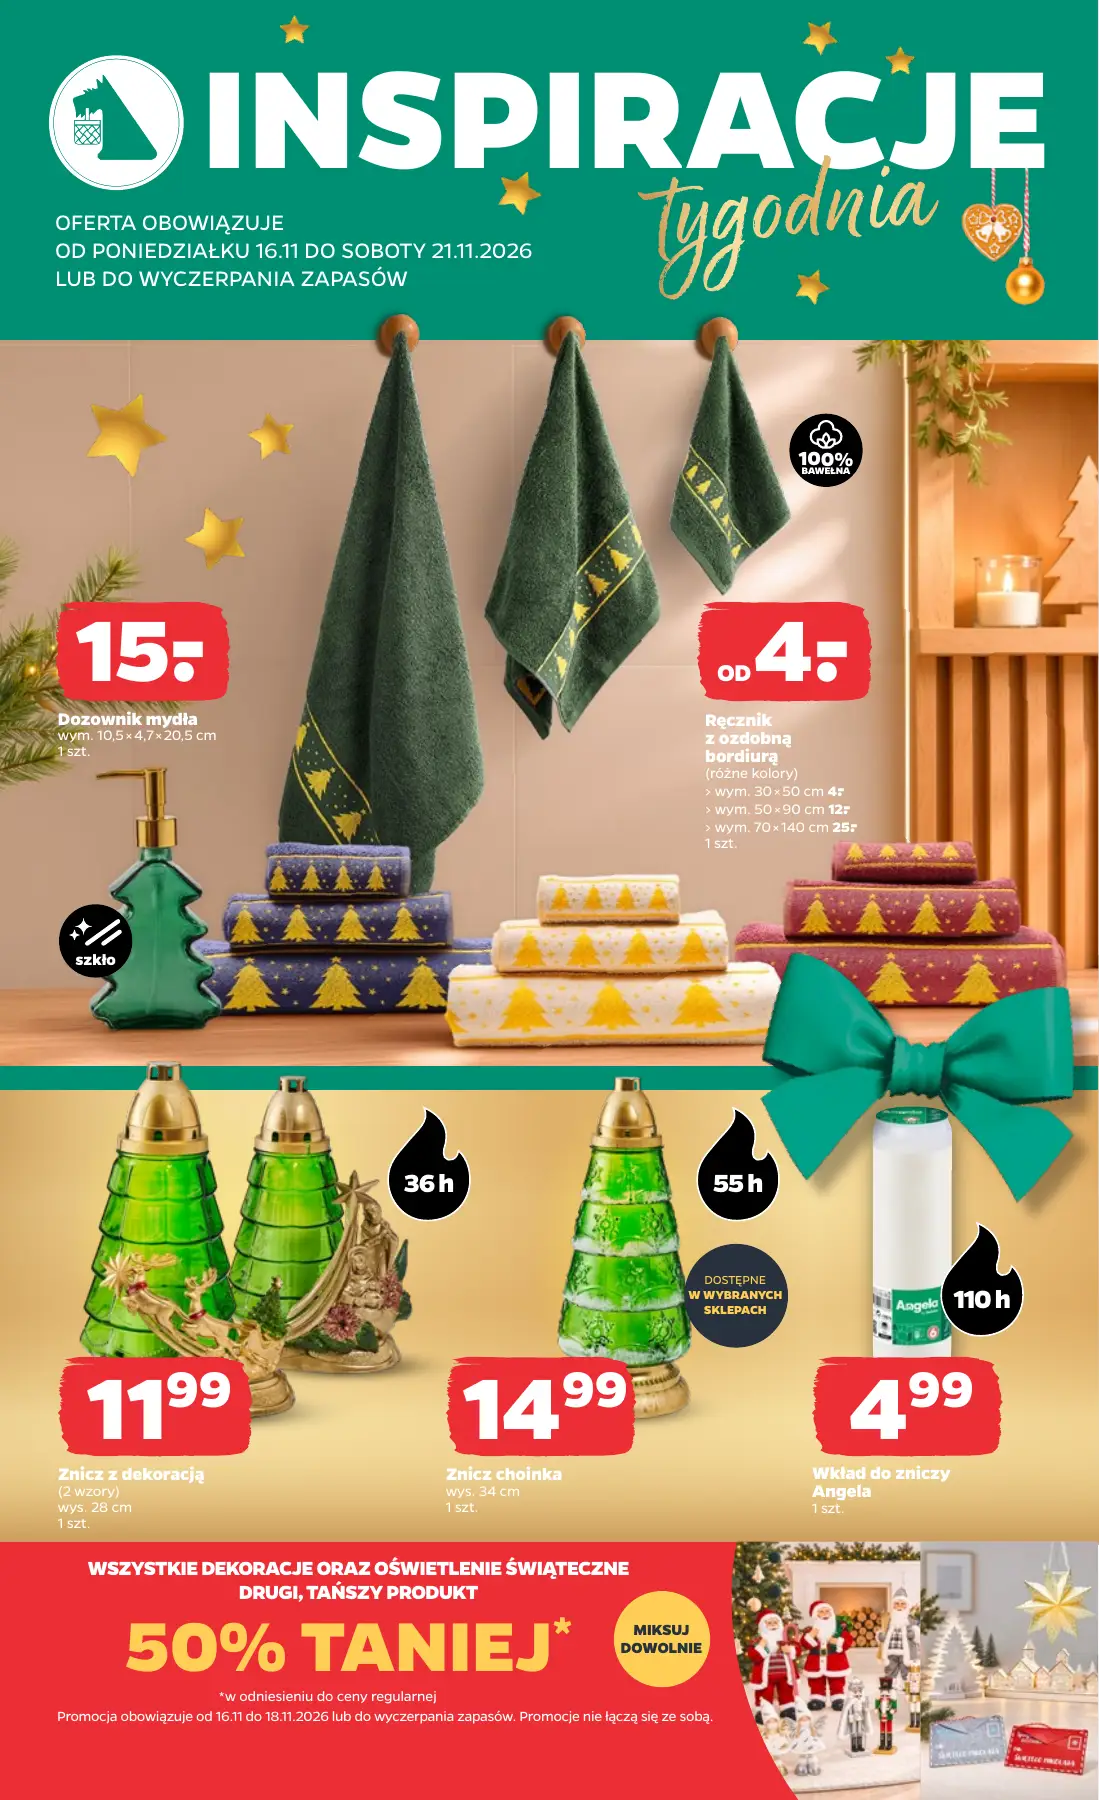 INSPIRACJE
tygodnia
OFERTA OBOWIĄZUJE
OD PONIEDZIAŁKU 16.11 DO SOBOTY 21.11.2026
LUB DO WYCZERPANIA ZAPASÓW
100%
BAWEŁNA
15.-
Dozownik mydła
wym. 10,5×4,7×20,5 cm
1 szt.
OD 4.-
Ręcznik
z ozdobną
bordiurą
(różne kolory)
› wym. 30×50 cm 4.-
› wym. 50×90 cm 12.-
› wym. 70×140 cm 25.-
1 szt.
szkło
36 h
55 h
DOSTĘPNE
W WYBRANYCH
SKLEPACH
110 h
Angela
11 99
Znicz z dekoracją
(2 wzory)
wys. 28 cm
1 szt.
14 99
Znicz choinka
wys. 34 cm
1 szt.
4 99
Wkład do zniczy
Angela
1 szt.
WSZYSTKIE DEKORACJE ORAZ OŚWIETLENIE ŚWIĄTECZNE
DRUGI, TAŃSZY PRODUKT
50% TANIEJ*
MIKSUJ
DOWOLNIE
*w odniesieniu do ceny regularnej
Promocja obowiązuje od 16.11 do 18.11.2026 lub do wyczerpania zapasów. Promocje nie łączą się ze sobą.